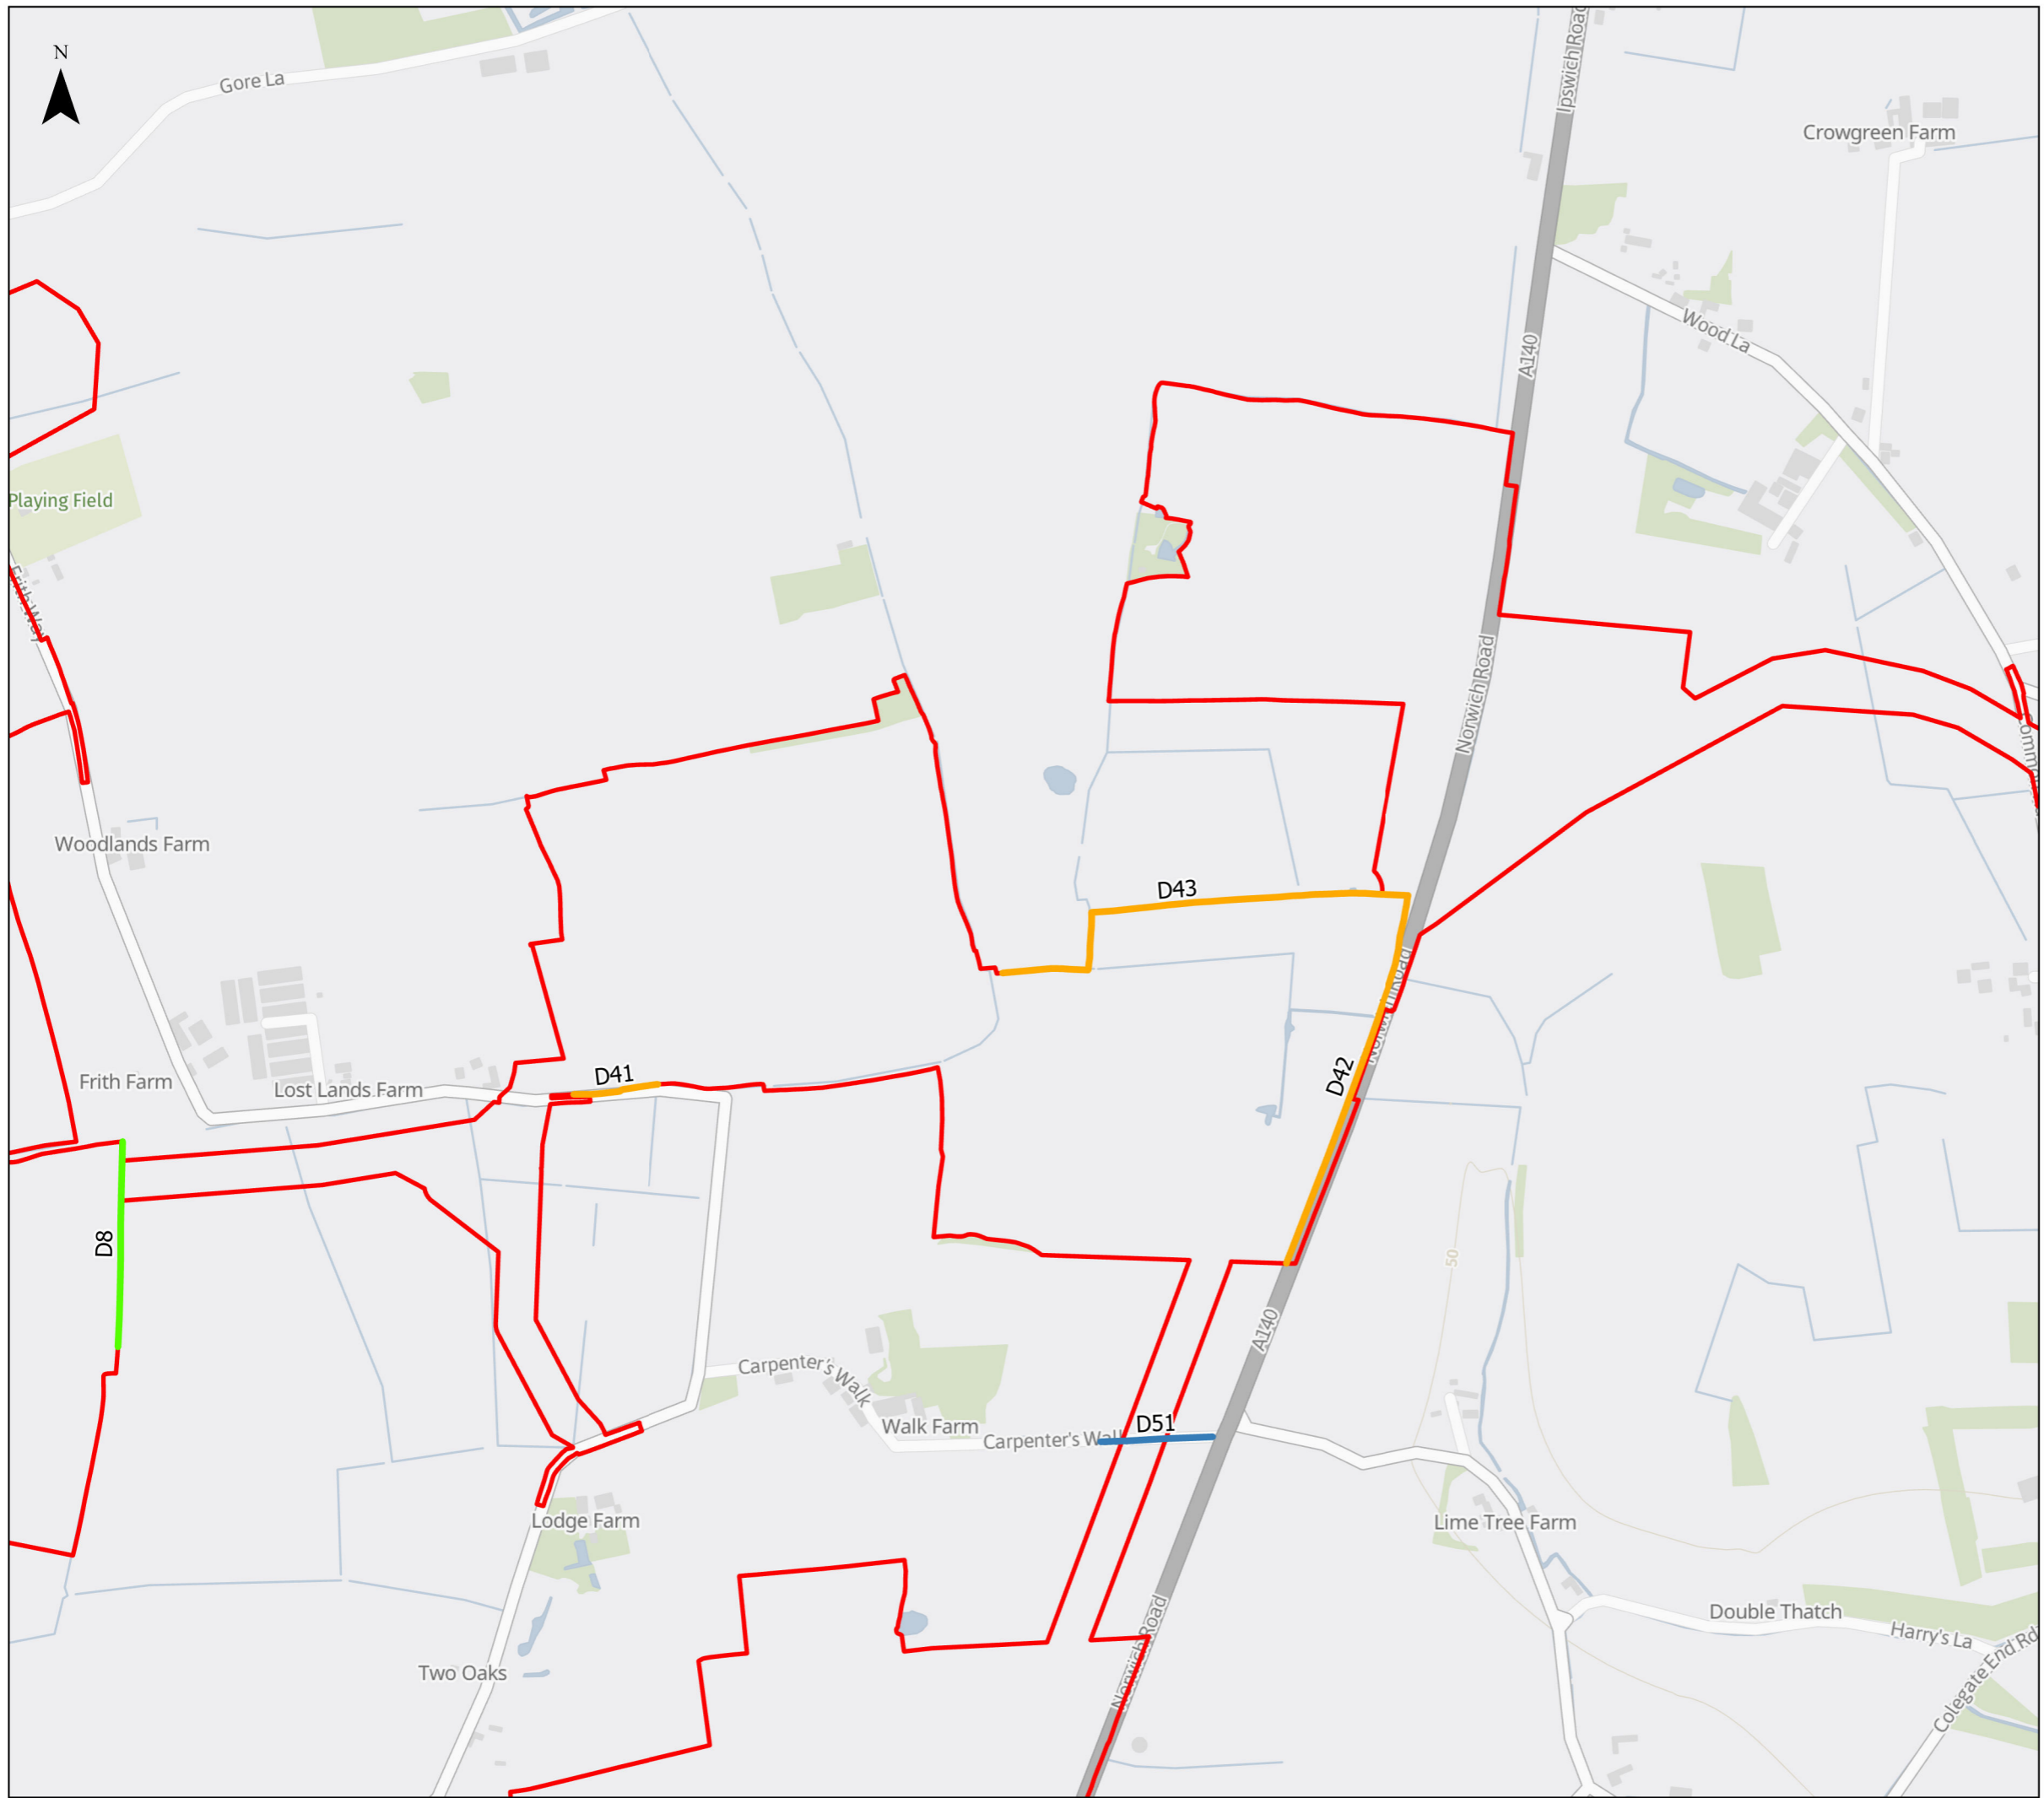 N
Gore La
Ipswich Road
Crowgreen Farm
A140
Wood La
Playing Field
Frith Way
Norwich Road
Woodlands Farm
D43
Norwich Road
D42
D41
Frith Farm
Lost Lands Farm
D8
50
A140
Carpenter's Walk
Walk Farm
D51
Carpenter's Walk
Lodge Farm
Lime Tree Farm
Double Thatch
Harry's La
Norwich Road
Two Oaks
Colegate End Rd